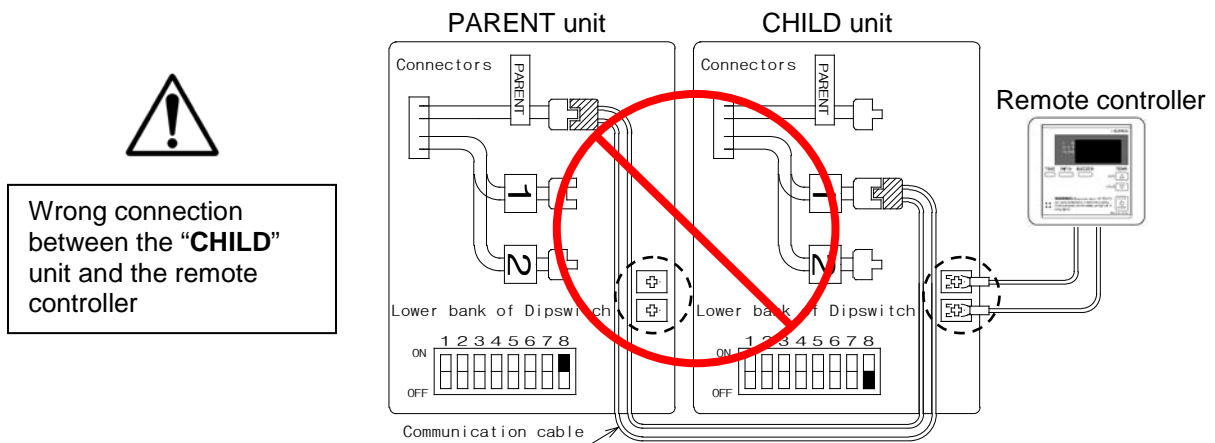 PARENT unit
CHILD unit
Connectors
PARENT
1
2
Lower bank of Dipswitch
1 2 3 4 5 6 7 8
ON
OFF
Connectors
PARENT
1
2
Lower bank of Dipswitch
1 2 3 4 5 6 7 8
ON
OFF
Communication cable
Remote controller
Wrong connection
between the “CHILD”
unit and the remote
controller